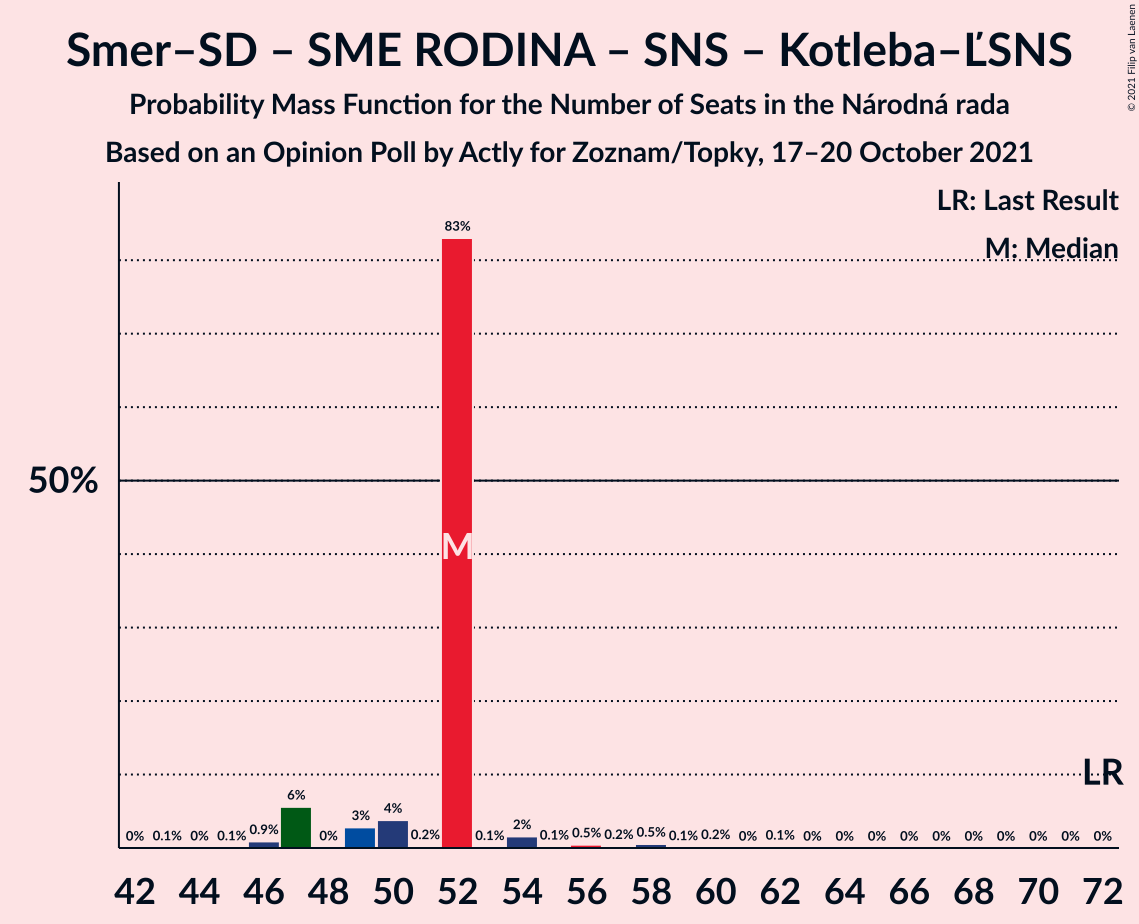 © 2021 Filip van Laenen
Smer–SD – SME RODINA – SNS – Kotleba–ĽSNS
Probability Mass Function for the Number of Seats in the Národná rada
Based on an Opinion Poll by Actly for Zoznam/Topky, 17–20 October 2021
LR: Last Result
M: Median
83%
50%
M
LR
0% 0.1% 0% 0.1% 0.9% 6% 0% 3% 4% 0.2% 0.1% 2% 0.1% 0.5% 0.2% 0.5% 0.1% 0.2% 0% 0.1% 0% 0% 0% 0% 0% 0% 0% 0% 0% 0%
42 44 46 48 50 52 54 56 58 60 62 64 66 68 70 72